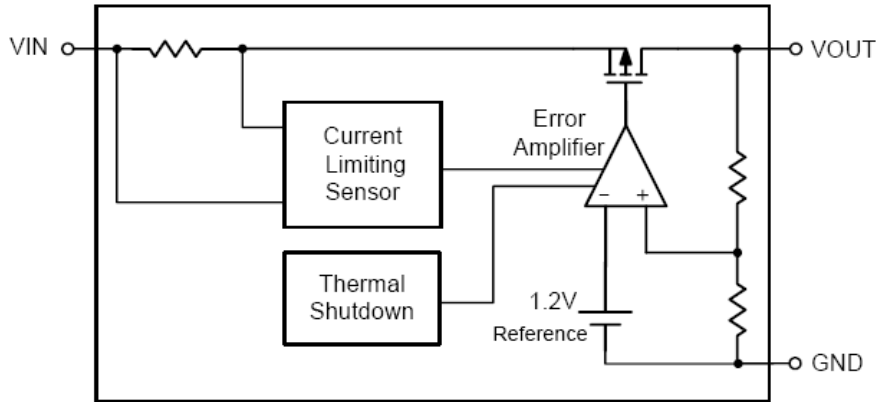 VIN
VOUT
Current
Limiting
Sensor
Error
Amplifier
− +
Thermal
Shutdown
1.2V
Reference
GND